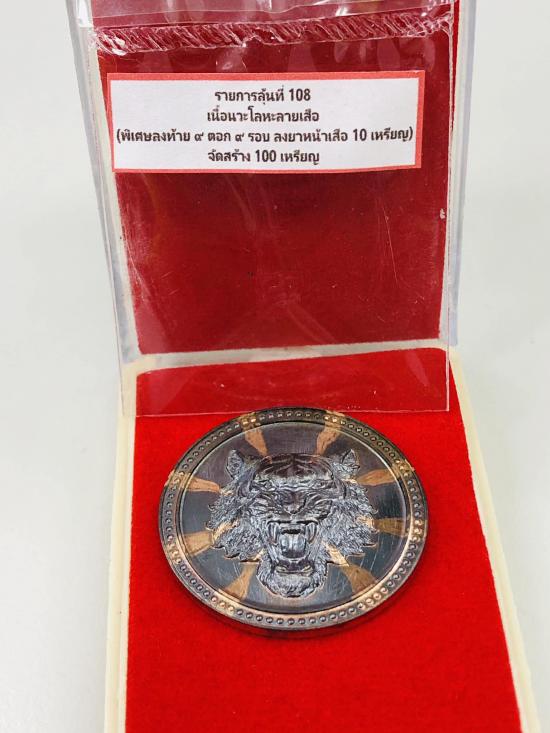 รายการลุ้นที่ 108
เนื้อนวะโลหะลายเสือ
(พิเศษลงท้าย ๙ ตอก ๙ รอบ ลงยาหน้าเสือ 10 เหรียญ)
จัดสร้าง 100 เหรียญ